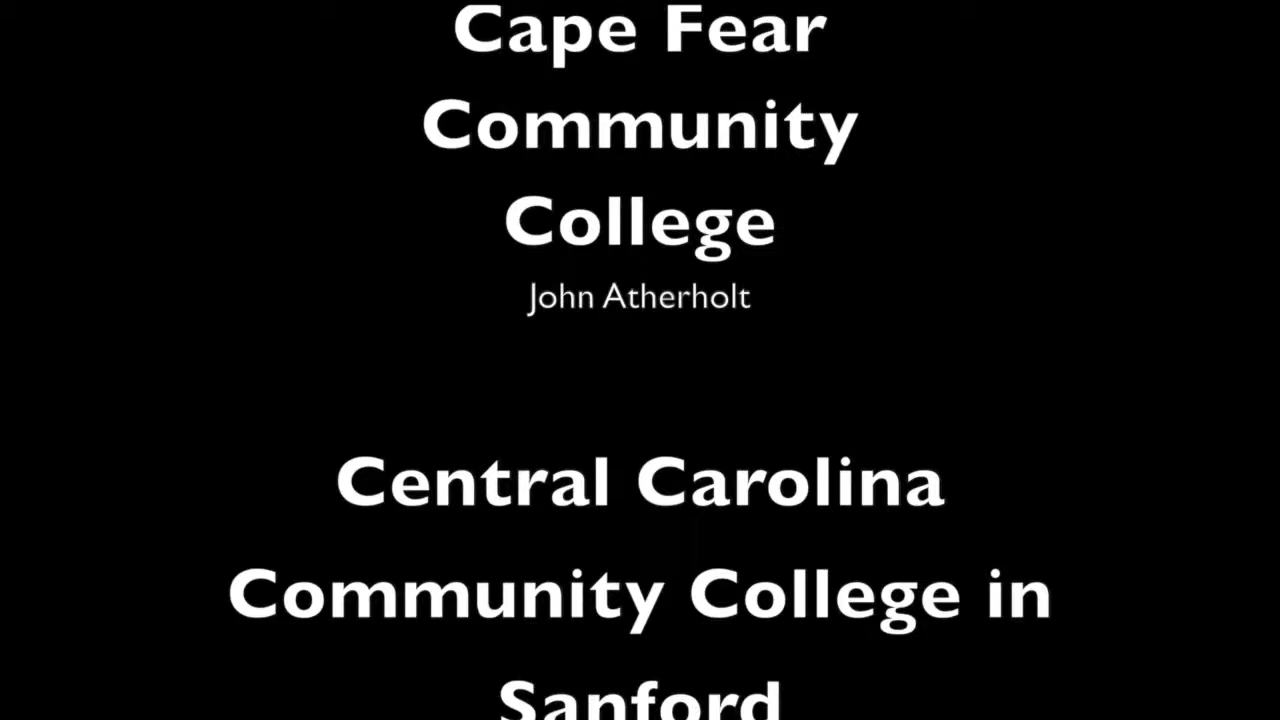 Cape Fear
Community
College
John Atherholt
Central Carolina
Community College in
Sanford